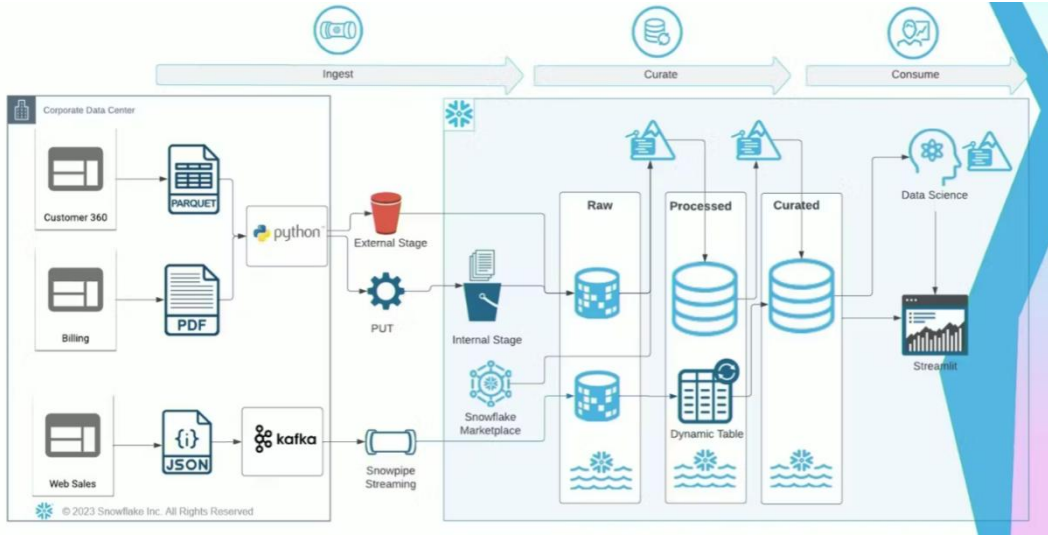 Ingest
Curate
Consume
Corporate Data Center
Customer 360
PARQUET
python
External Stage
Billing
PDF
PUT
Internal Stage
Snowflake
Marketplace
Web Sales
{i}
JSON
kafka
Snowpipe
Streaming
Raw
Processed
Curated
Dynamic Table
Data Science
Streamlit
© 2023 Snowflake Inc. All Rights Reserved